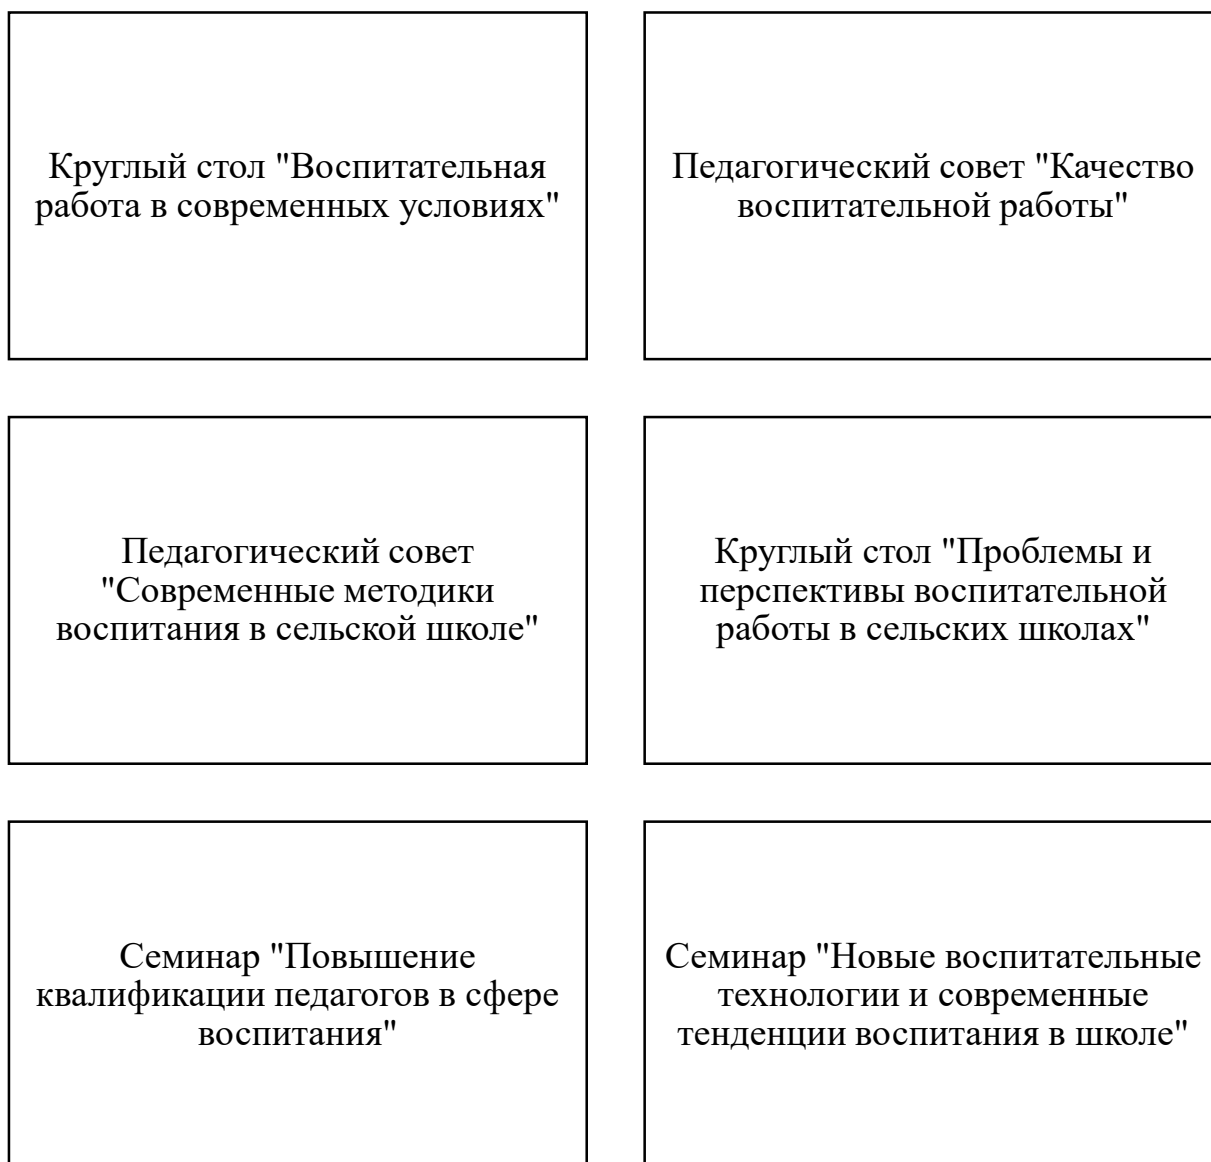 Круглый стол "Воспитательная
работа в современных условиях"
Педагогический совет "Качество
воспитательной работы"
Педагогический совет
"Современные методики
воспитания в сельской школе"
Круглый стол "Проблемы и
перспективы воспитательной
работы в сельских школах"
Семинар "Повышение
квалификации педагогов в сфере
воспитания"
Семинар "Новые воспитательные
технологии и современные
тенденции воспитания в школе"